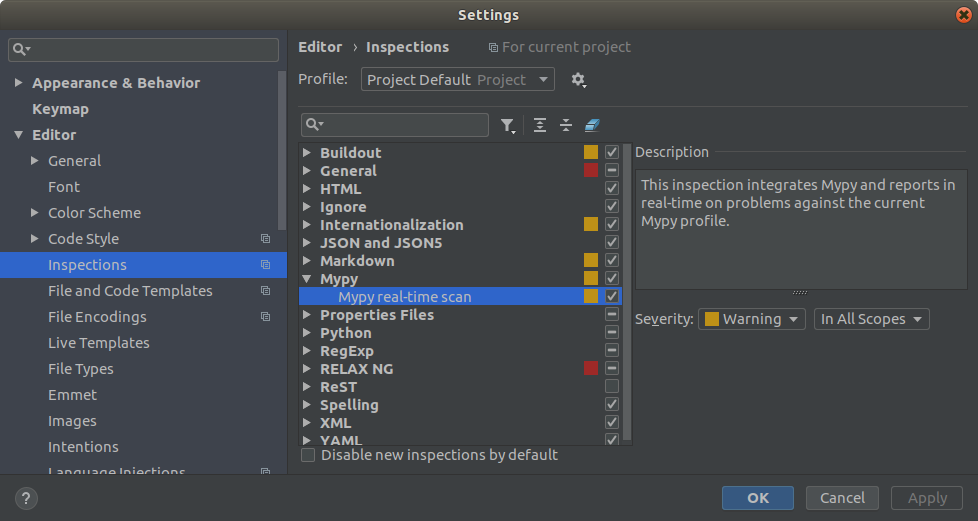 Settings
Appearance & Behavior
Keymap
Editor
General
Font
Color Scheme
Code Style
Inspections
File and Code Templates
File Encodings
Live Templates
File Types
Emmet
Images
Intentions
Language Injections
Editor › Inspections For current project
Profile: Project Default Project
Buildout
General
HTML
Ignore
Internationalization
JSON and JSON5
Markdown
Mypy
Mypy real-time scan
Properties Files
Python
RegExp
RELAX NG
ReST
Spelling
XML
YAML
Disable new inspections by default
Description
This inspection integrates Mypy and reports in
real-time on problems against the current
Mypy profile.
Severity: Warning In All Scopes
? OK Cancel Apply